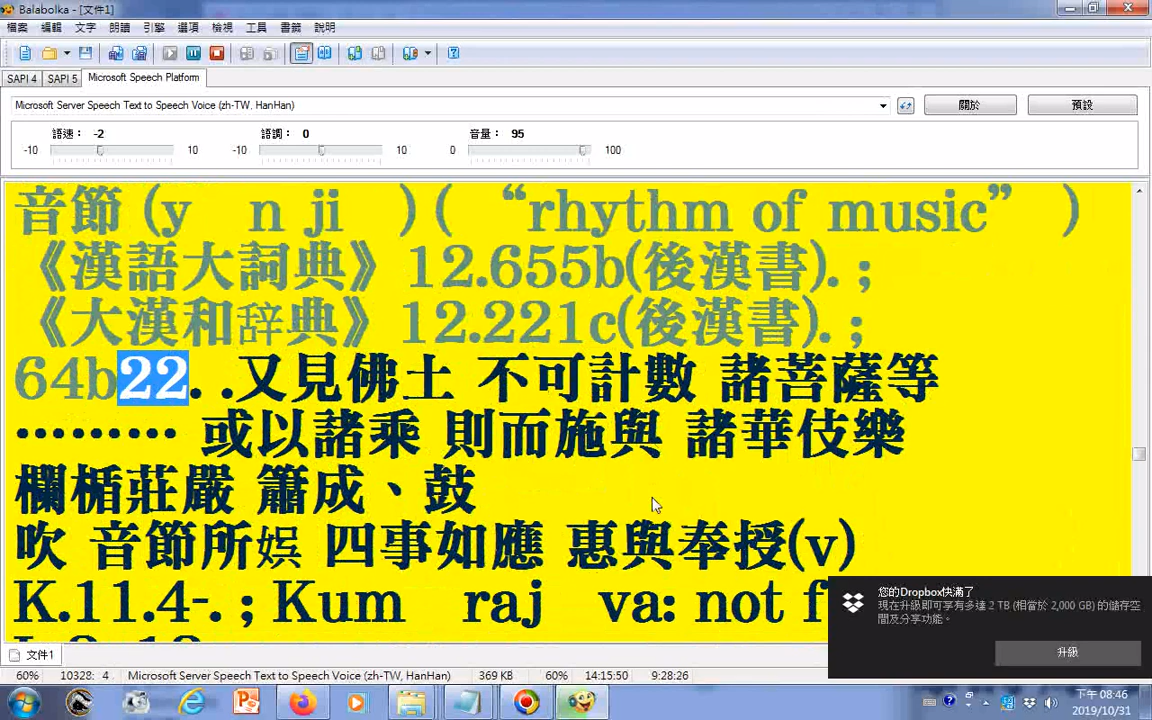 Balabolka - [文件1]
檔案 編輯 文字 朗讀 引擎 選項 檢視 工具 書籤 說明
SAPI 4 SAPI 5 Microsoft Speech Platform
Microsoft Server Speech Text to Speech Voice (zh-TW, HanHan) 關於 預設
語速： -2 語調： 0 音量： 95
-10 10 -10 10 0 100
音節 (y n ji ) ( “rhythm of music” )
《漢語大詞典》 12.655b(後漢書). ;
《大漢和辞典》 12.221c(後漢書). ;
64b22. .又見佛土 不可計數 諸菩薩等
⋯⋯⋯ 或以諸乘 則而施與 諸華伎樂
欄楯莊嚴 簫成、鼓
吹 音節所娯 四事如應 惠與奉授(v)
K.11.4-. ; Kum raj va: not f
您的Dropbox快滿了
現在升級即可享有多達 2 TB (相當於 2,000 GB) 的儲存空
間及分享功能。
升級
文件1
60% 10328: 4 Microsoft Server Speech Text to Speech Voice (zh-TW, HanHan) 369 KB 60% 14:15:50 9:28:26
下午 08:46
2019/10/31